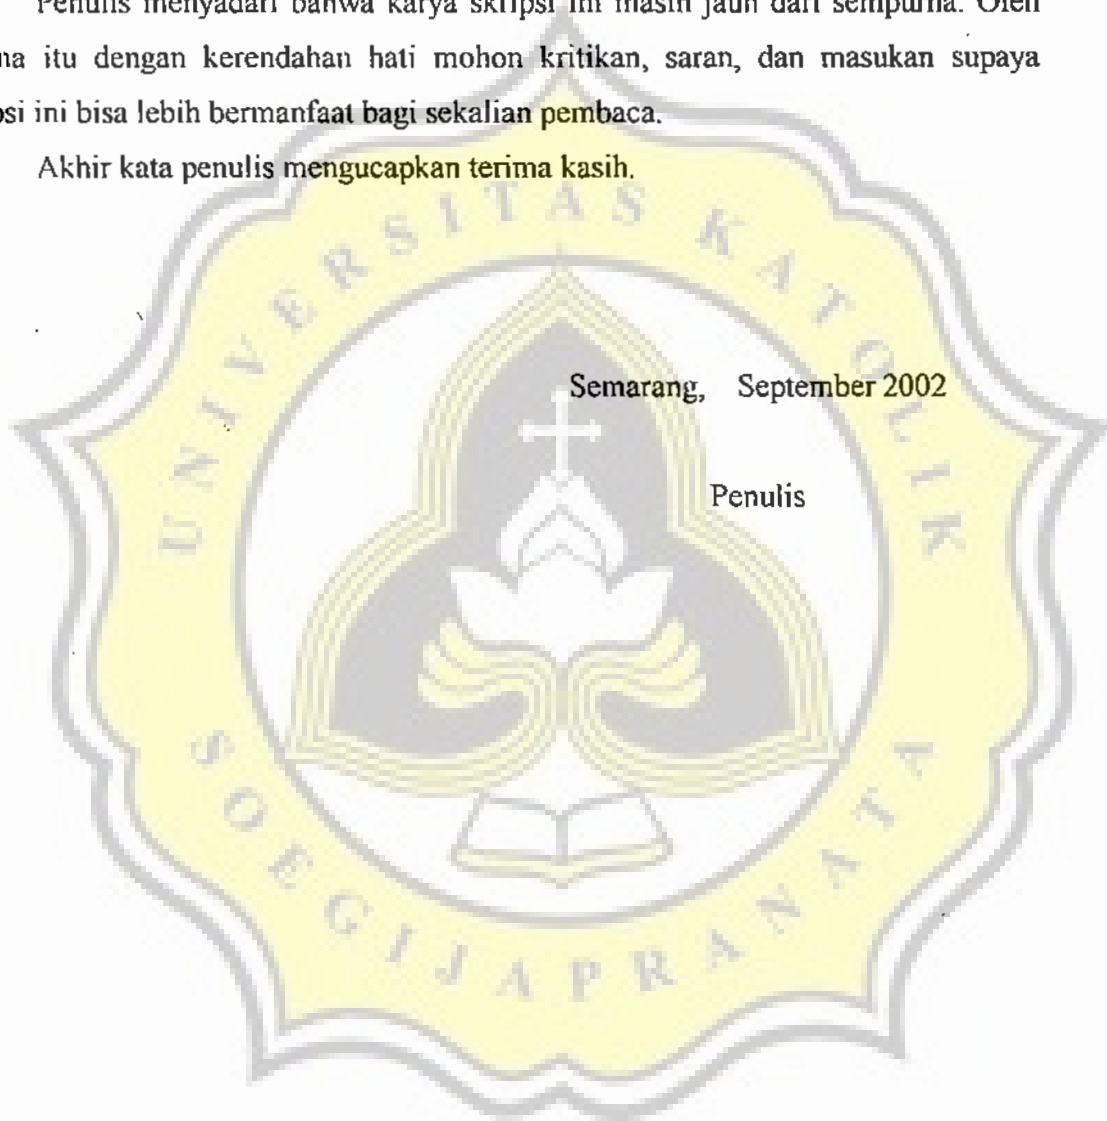 Penulis menyadari bahwa karya skripsi ini masih jauh dari sempurna. Oleh
na itu dengan kerendahan hati mohon kritikan, saran, dan masukan supaya
osi ini bisa lebih bermanfaat bagi sekalian pembaca.
Akhir kata penulis mengucapkan terima kasih.
UNIVERSITAS KATOLIK
Semarang, September 2002
Penulis
SOEGIJAPRANATA